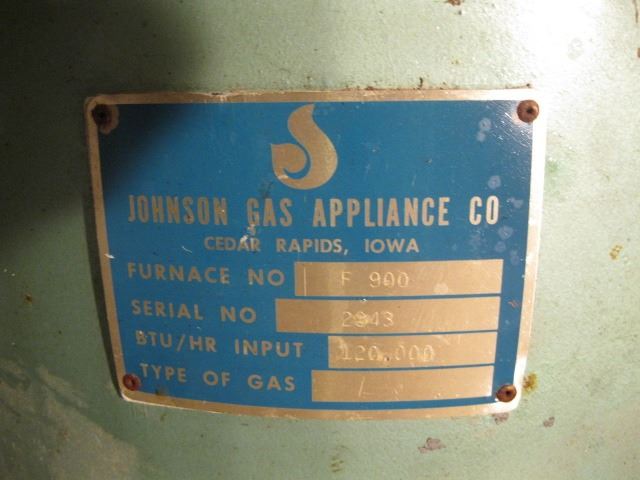 JOHNSON GAS APPLIANCE CO
CEDAR RAPIDS, IOWA
FURNACE NO F 900
SERIAL NO 2943
BTU/HR INPUT 120,000
TYPE OF GAS